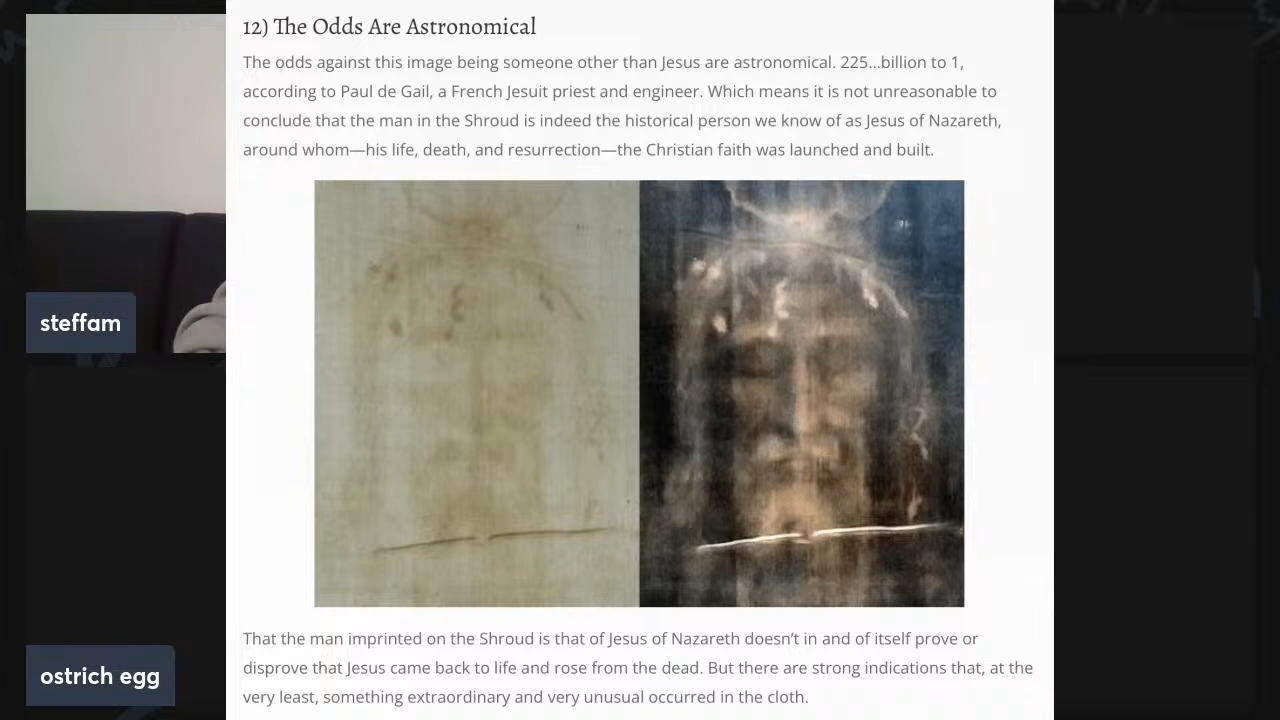 12) The Odds Are Astronomical
The odds against this image being someone other than Jesus are astronomical. 225...billion to 1,
according to Paul de Gail, a French Jesuit priest and engineer. Which means it is not unreasonable to
conclude that the man in the Shroud is indeed the historical person we know of as Jesus of Nazareth,
around whom—his life, death, and resurrection—the Christian faith was launched and built.
steffam
That the man imprinted on the Shroud is that of Jesus of Nazareth doesn't in and of itself prove or
disprove that Jesus came back to life and rose from the dead. But there are strong indications that, at the
very least, something extraordinary and very unusual occurred in the cloth.
ostrich egg